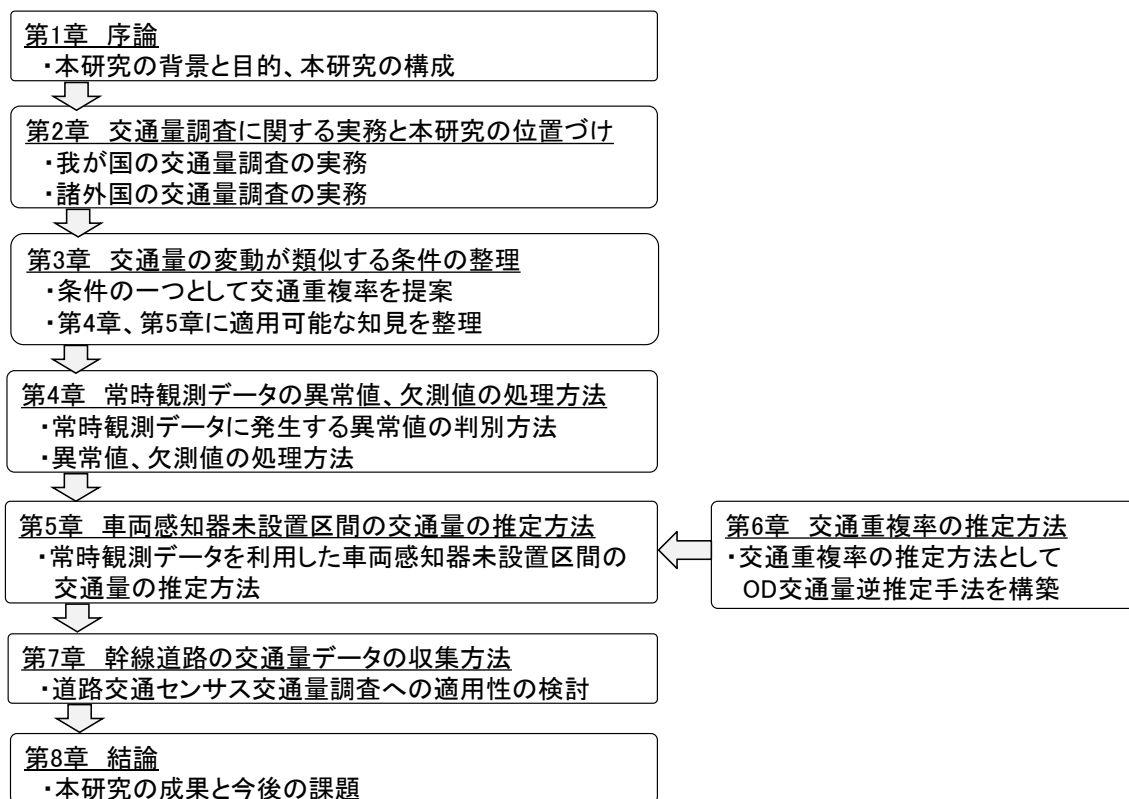 第1章 序論
・本研究の背景と目的、本研究の構成
第2章 交通量調査に関する実務と本研究の位置づけ
・我が国の交通量調査の実務
・諸外国の交通量調査の実務
第3章 交通量の変動が類似する条件の整理
・条件の一つとして交通重複率を提案
・第4章、第5章に適用可能な知見を整理
第4章 常時観測データの異常値、欠測値の処理方法
・常時観測データに発生する異常値の判別方法
・異常値、欠測値の処理方法
第5章 車両感知器未設置区間の交通量の推定方法
・常時観測データを利用した車両感知器未設置区間の
交通量の推定方法
第6章 交通重複率の推定方法
・交通重複率の推定方法として
OD交通量逆推定手法を構築
第7章 幹線道路の交通量データの収集方法
・道路交通センサス交通量調査への適用性の検討
第8章 結論
・本研究の成果と今後の課題